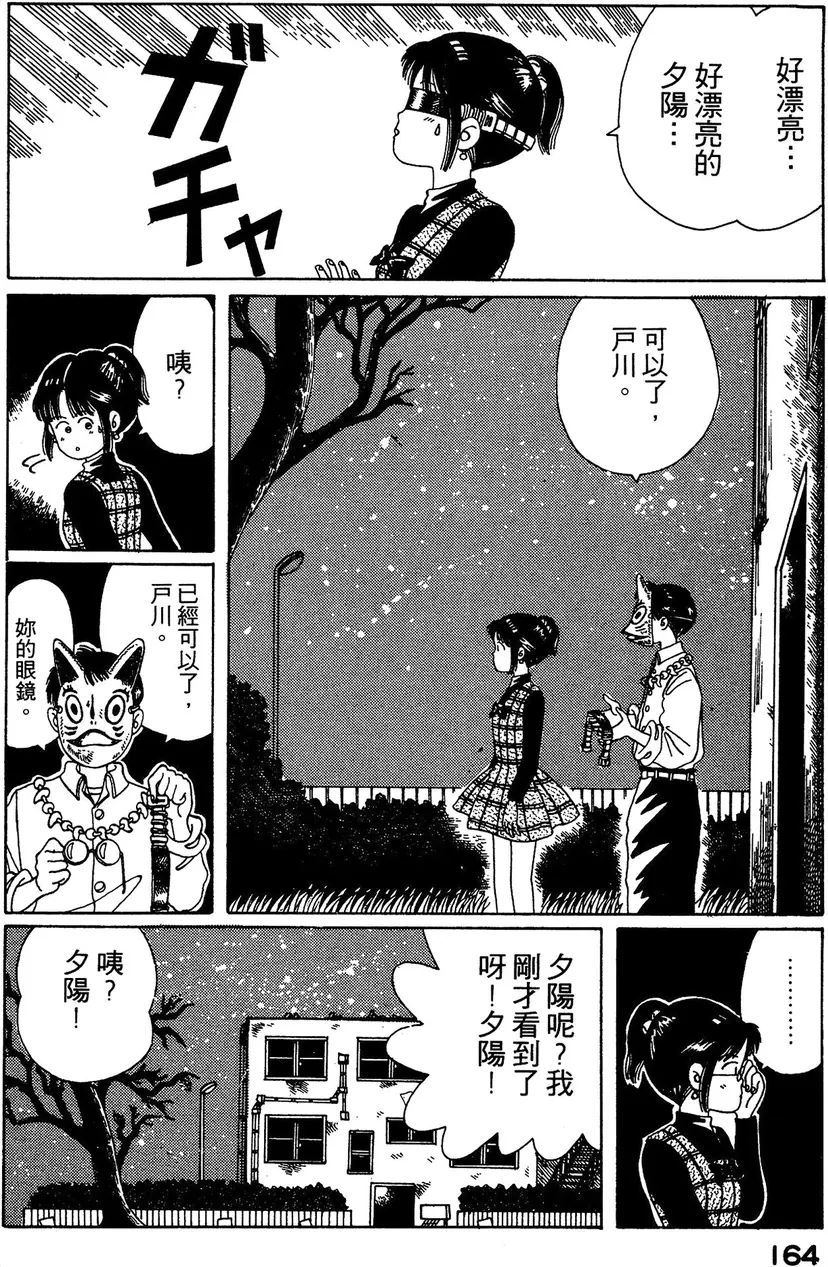 好漂亮…
好漂亮的
夕陽…
ガチャ
可以了，
戸川。
咦？
已經可以了，
戸川。
妳的眼鏡。
………
夕陽呢？我
剛才看到了
呀！夕陽！
咦？
夕陽！
164